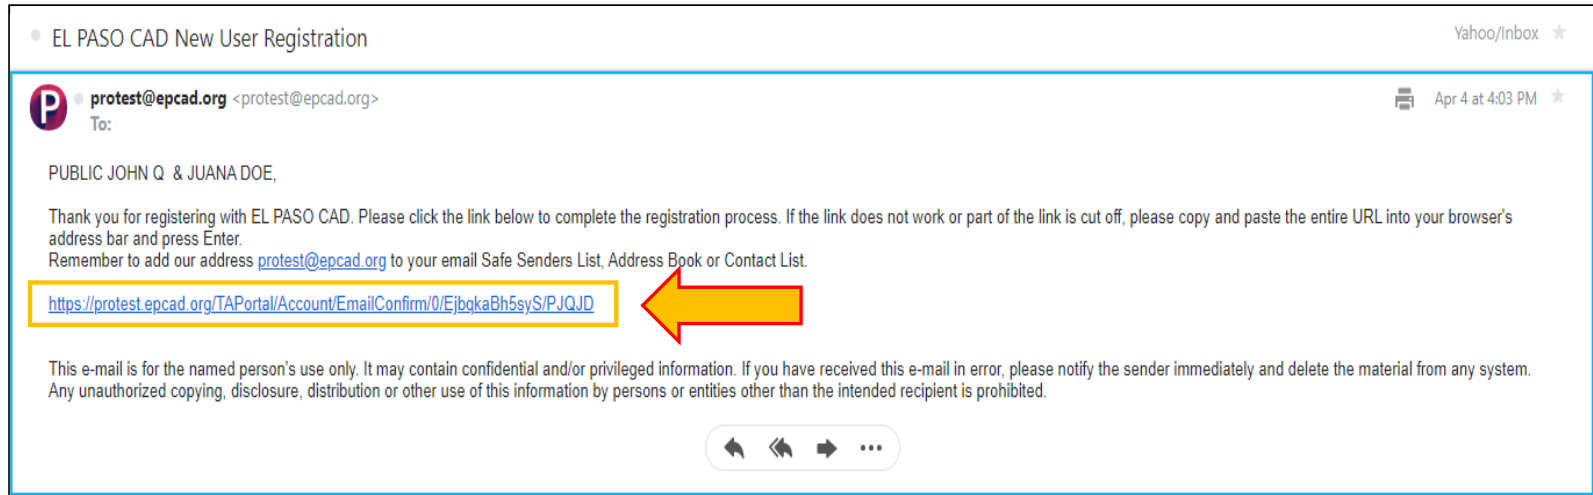 EL PASO CAD New User Registration
Yahoo/Inbox
P
protest@epcad.org <protest@epcad.org>
Apr 4 at 4:03 PM
To:
PUBLIC JOHN Q & JUANA DOE,
Thank you for registering with EL PASO CAD. Please click the link below to complete the registration process. If the link does not work or part of the link is cut off, please copy and paste the entire URL into your browser's
address bar and press Enter.
Remember to add our address protest@epcad.org to your email Safe Senders List, Address Book or Contact List.
https://protest.epcad.org/TAPortal/Account/EmailConfirm/0/EjbqkaBh5syS/PJQJD
This e-mail is for the named person's use only. It may contain confidential and/or privileged information. If you have received this e-mail in error, please notify the sender immediately and delete the material from any system.
Any unauthorized copying, disclosure, distribution or other use of this information by persons or entities other than the intended recipient is prohibited.